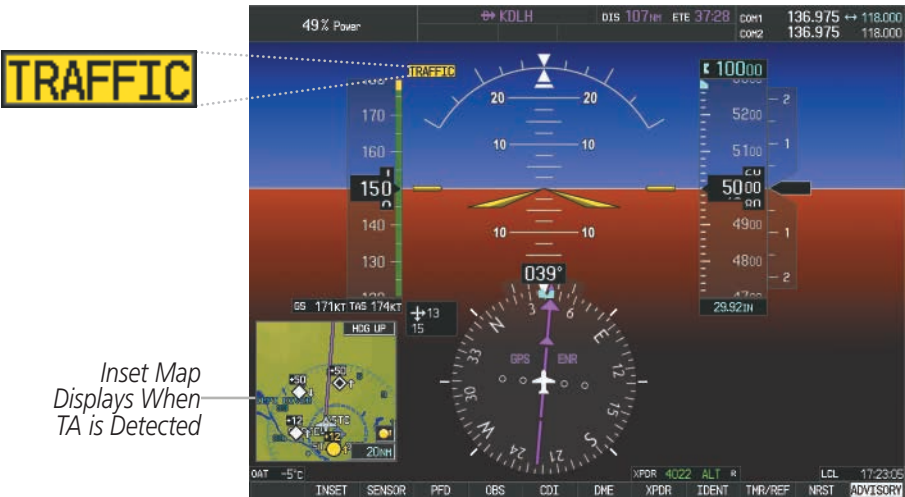 49% Power
KDLH
DIS 107NM ETE 37:28
COM1 136.975 ↔ 118.000
COM2 136.975 118.000
TRAFFIC
TRAFFIC
10000
20 20
170
5200
2
160
10 10
5100
1
150
5000
140
4900
10 10
1
130
4800
039°
2
GS 171KT TAS 174KT
13
15
29.92IN
HDG UP
N 3 6 E 12 15 S 21 24 W 30 33
GPS ENR
+50
+50
+12
+12
20NM
Inset Map
Displays When
TA is Detected
OAT -5°C
XPDR 4022 ALT R
LCL 17:23:05
INSET SENSOR PFD OBS CDI DME XPDR IDENT TMR/REF NRST ADVISORY